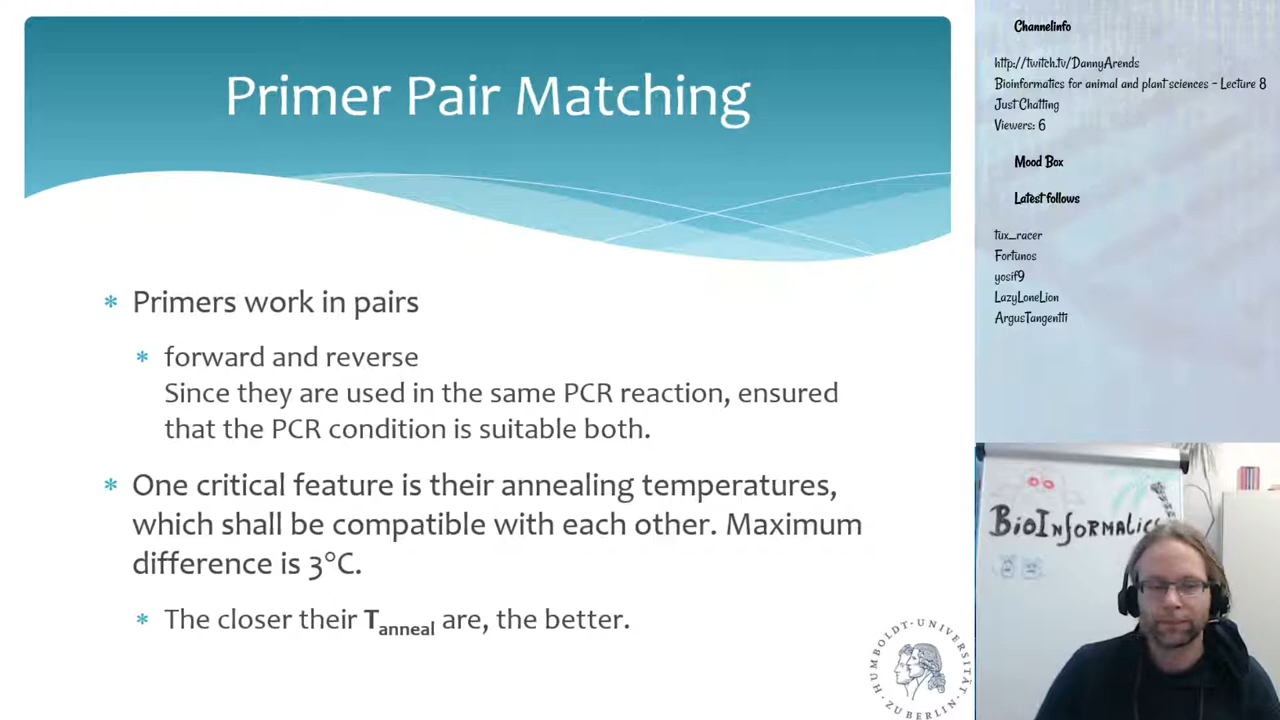 Primer Pair Matching
* Primers work in pairs
* forward and reverse
Since they are used in the same PCR reaction, ensured
that the PCR condition is suitable both.
* One critical feature is their annealing temperatures,
which shall be compatible with each other. Maximum
difference is 3°C.
* The closer their Tanneal are, the better.
HUMBOLDT-UNIVERSITÄT ZU BERLIN
Channelinfo
http://twitch.tv/DannyArends
Bioinformatics for animal and plant sciences - Lecture 8
Just Chatting
Viewers: 6
Mood Box
Latest follows
tux_racer
Fortunos
yosif9
LazyLoneLion
ArgusTangentti
BioInformatics